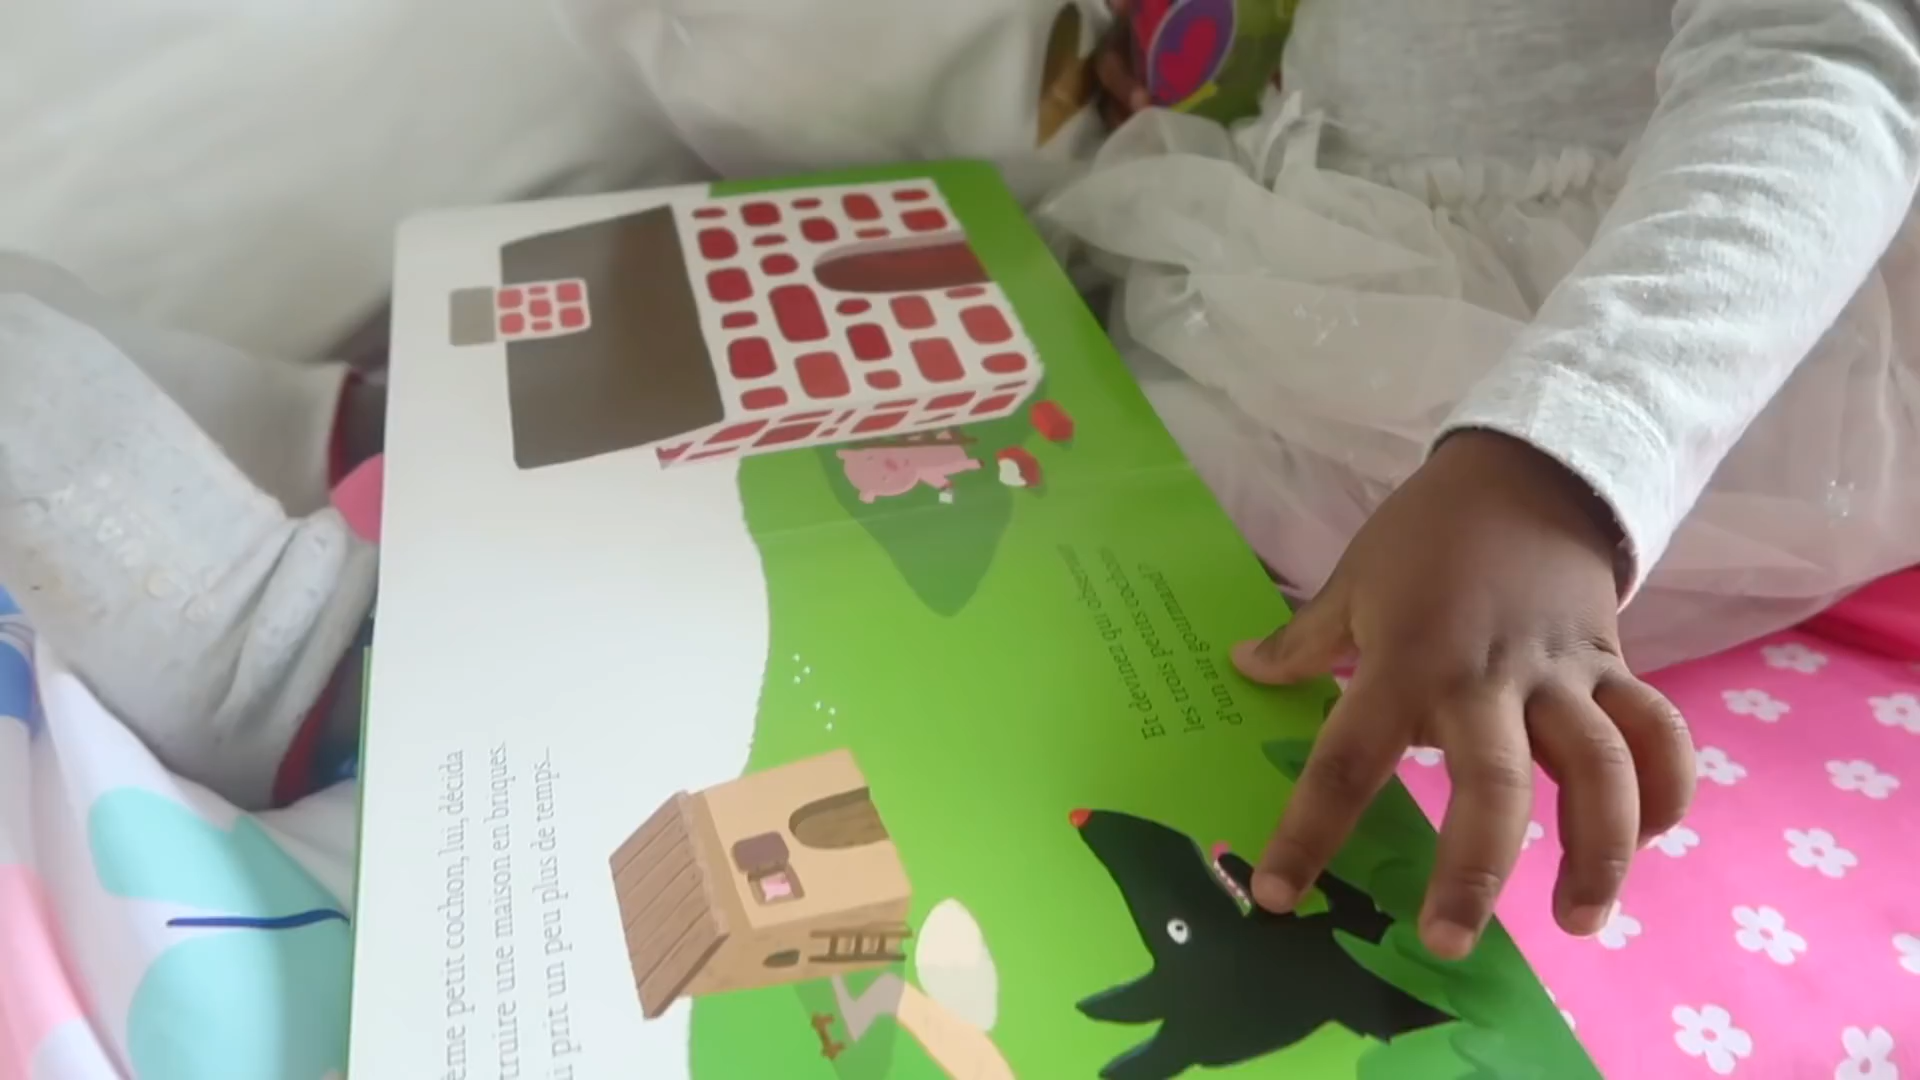 ème petit cochon, lui, décida
truire une maison en briques.
i prit un peu plus de temps...
Et devinez qui observe
les trois petits cochons
d'un air gourmand ?